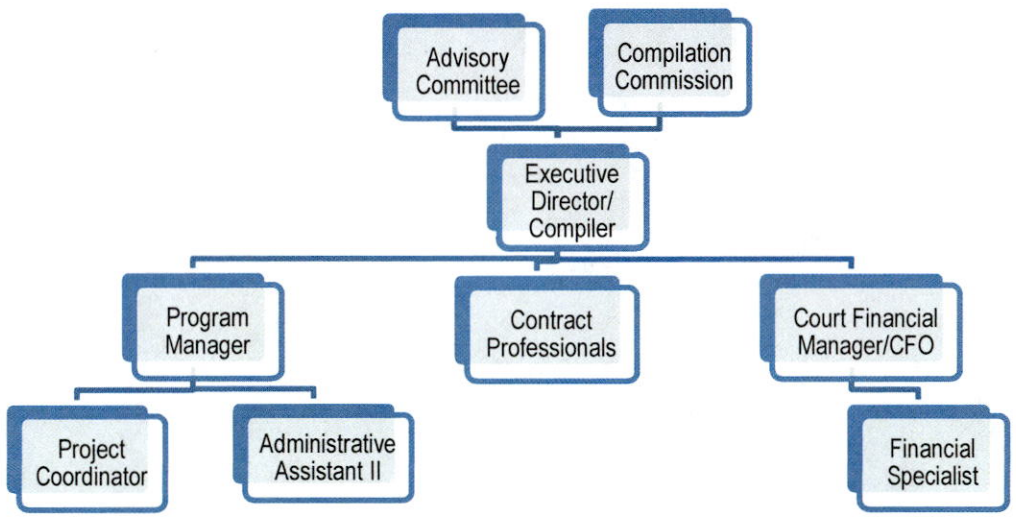 Advisory
Committee
Compilation
Commission
Executive
Director/
Compiler
Program
Manager
Contract
Professionals
Court Financial
Manager/CFO
Project
Coordinator
Administrative
Assistant II
Financial
Specialist